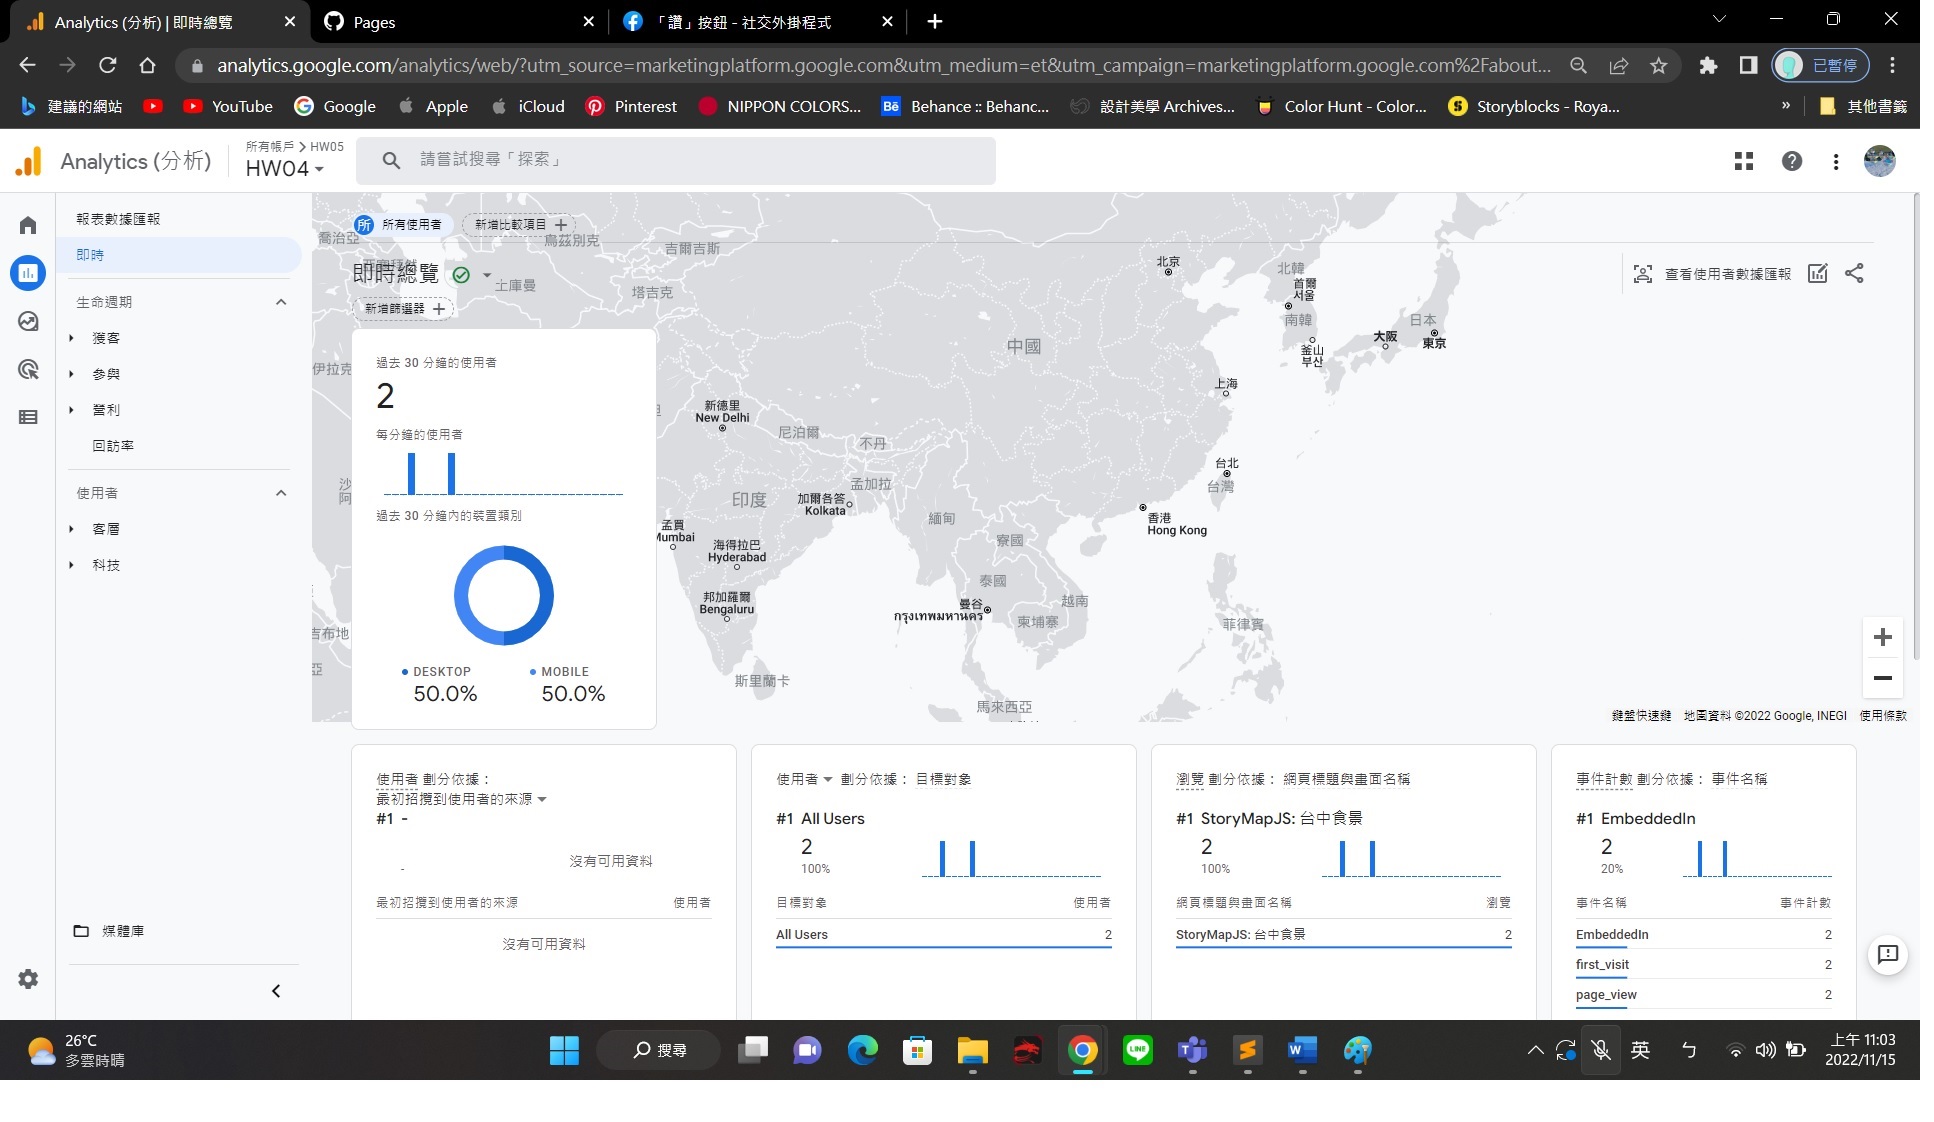 Analytics (分析) | 即時總覽
Pages
「讚」按鈕 - 社交外掛程式
analytics.google.com/analytics/web/?utm_source=marketingplatform.google.com&utm_medium=et&utm_campaign=marketingplatform.google.com%2Fabout...
已暫停
建議的網站
YouTube
Google
Apple
iCloud
Pinterest
NIPPON COLORS...
Bē
Behance :: Behanc...
設計美學 Archives...
Color Hunt - Color...
Storyblocks - Roya...
»
其他書籤
Analytics (分析)
所有帳戶 > HW05
HW04
請嘗試搜尋「探索」
報表數據匯報
即時
生命週期
獲客
參與
營利
回訪率
使用者
客層
科技
媒體庫
所 所有使用者
新增比較項目 +
即時總覽
新增篩選器 +
查看使用者數據匯報
過去 30 分鐘的使用者
2
每分鐘的使用者
過去 30 分鐘內的裝置類別
DESKTOP
50.0%
MOBILE
50.0%
喬治亞
烏茲別克
吉爾吉斯
土庫曼
塔吉克
伊拉克
吉布地
中國
北京
北韓
首爾
서울
南韓
釜山
부산
日本
大阪
東京
上海
新德里
New Delhi
尼泊爾
不丹
孟加拉
印度
加爾各答
Kolkata
孟買
Mumbai
海得拉巴
Hyderabad
邦加羅爾
Bengaluru
斯里蘭卡
緬甸
寮國
泰國
曼谷
กรุงเทพมหานคร
越南
柬埔寨
馬來西亞
台北
台灣
香港
Hong Kong
菲律賓
鍵盤快速鍵
地圖資料 ©2022 Google, INEGI
使用條款
使用者 劃分依據：
最初招攬到使用者的來源
#1 -
-
沒有可用資料
最初招攬到使用者的來源
使用者
沒有可用資料
使用者 劃分依據： 目標對象
#1 All Users
2
100%
目標對象
使用者
All Users
2
瀏覽 劃分依據： 網頁標題與畫面名稱
#1 StoryMapJS: 台中食景
2
100%
網頁標題與畫面名稱
瀏覽
StoryMapJS: 台中食景
2
事件計數 劃分依據： 事件名稱
#1 EmbeddedIn
2
20%
事件名稱
事件計數
EmbeddedIn
2
first_visit
2
page_view
2
26°C
多雲時晴
搜尋
LINE
英
ㄅ
上午 11:03
2022/11/15